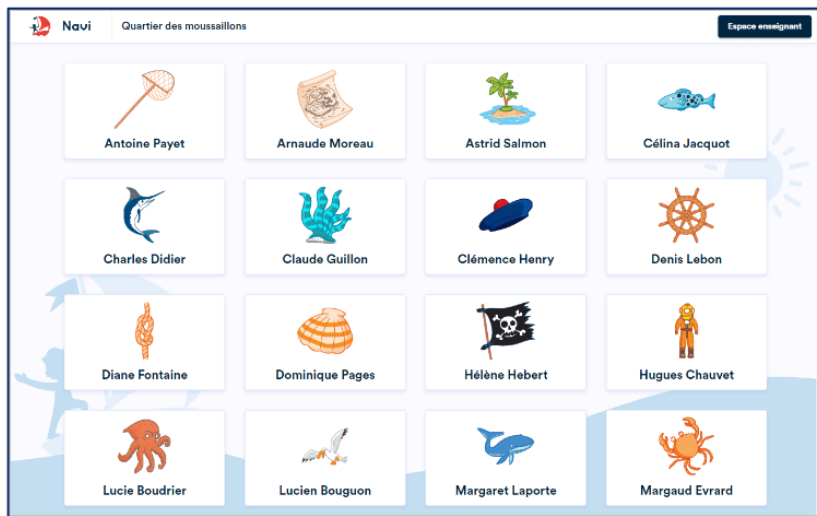 Navi Quartier des moussaillons Espace enseignant
Antoine Payet Arnaude Moreau Astrid Salmon Célina Jacquot
Charles Didier Claude Guillon Clémence Henry Denis Lebon
Diane Fontaine Dominique Pages Hélène Hebert Hugues Chauvet
Lucie Boudrier Lucien Bouguon Margaret Laporte Margaud Evrard